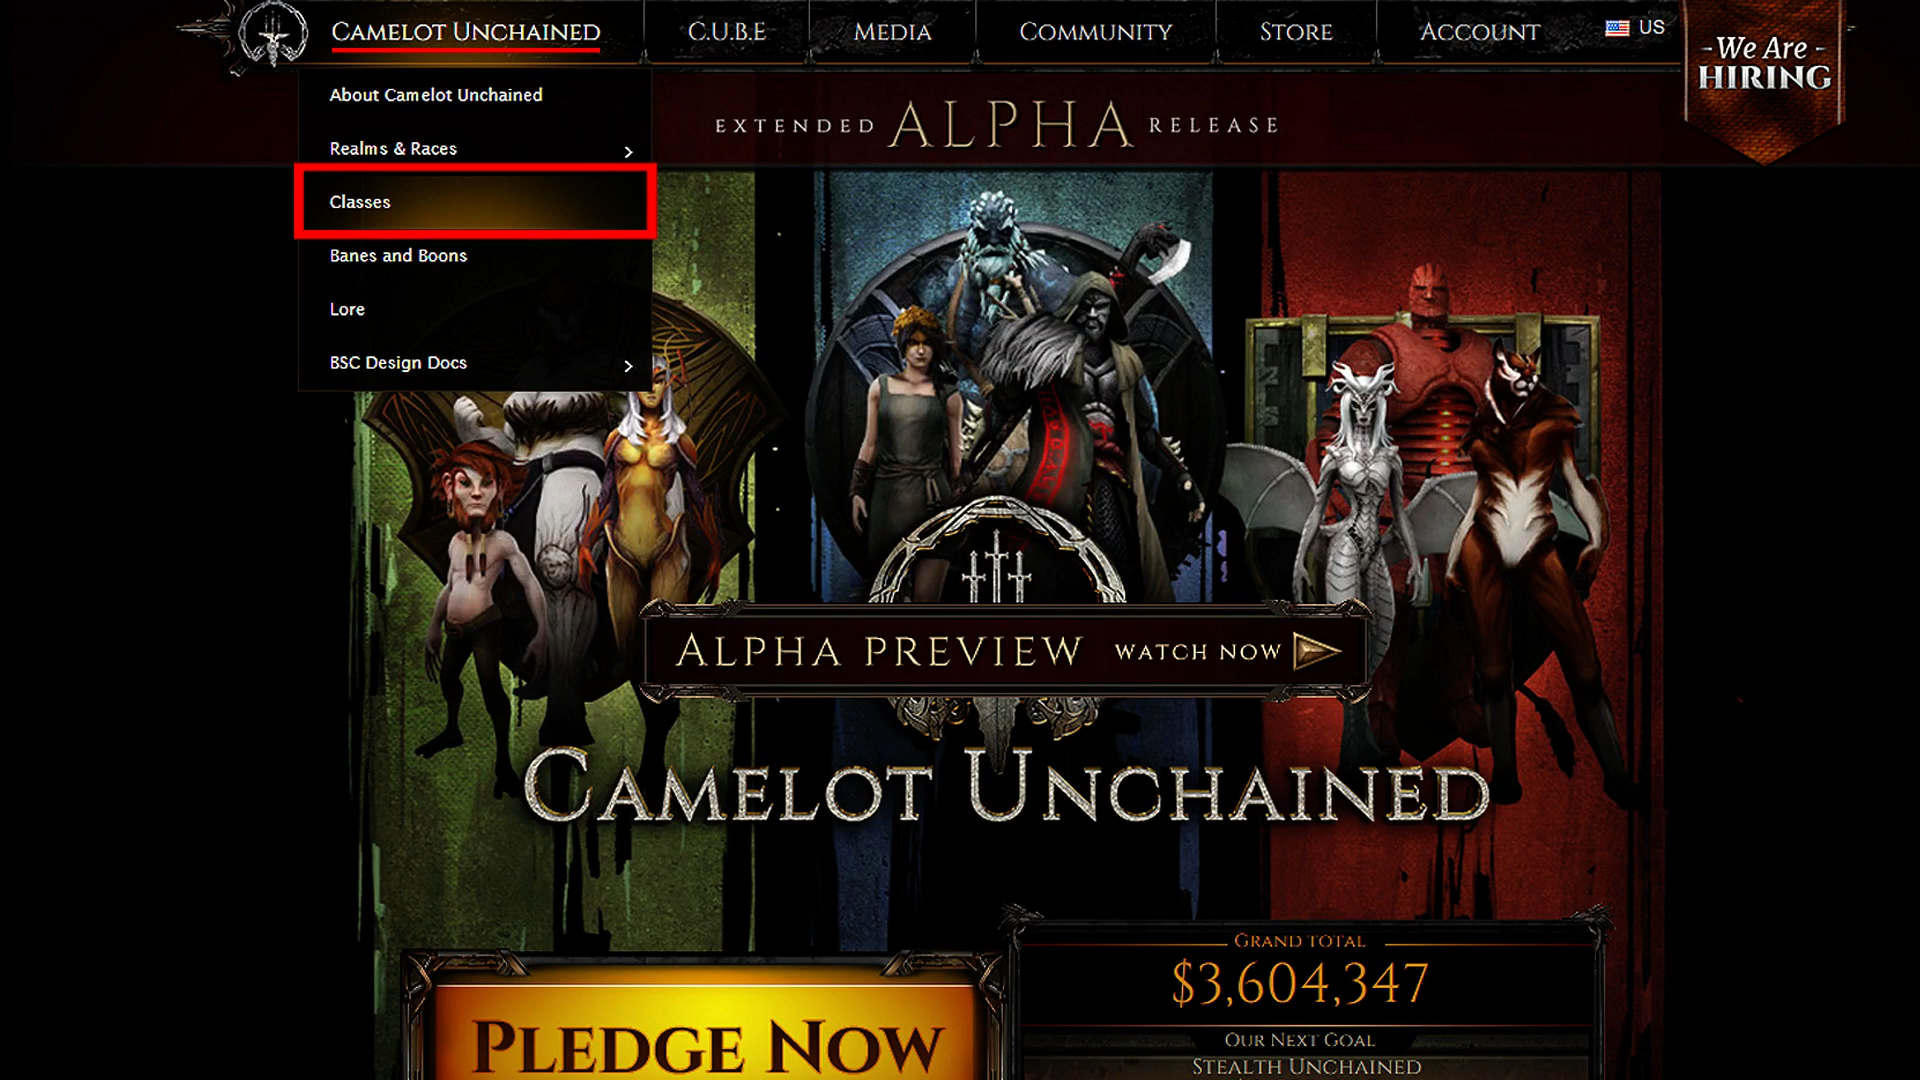 CAMELOT UNCHAINED
C.U.B.E
MEDIA
COMMUNITY
STORE
ACCOUNT
US
- We Are -
HIRING
About Camelot Unchained
Realms & Races
Classes
Banes and Boons
Lore
BSC Design Docs
EXTENDED ALPHA RELEASE
ALPHA PREVIEW WATCH NOW
CAMELOT UNCHAINED
PLEDGE NOW
GRAND TOTAL
$3,604,347
OUR NEXT GOAL
STEALTH UNCHAINED